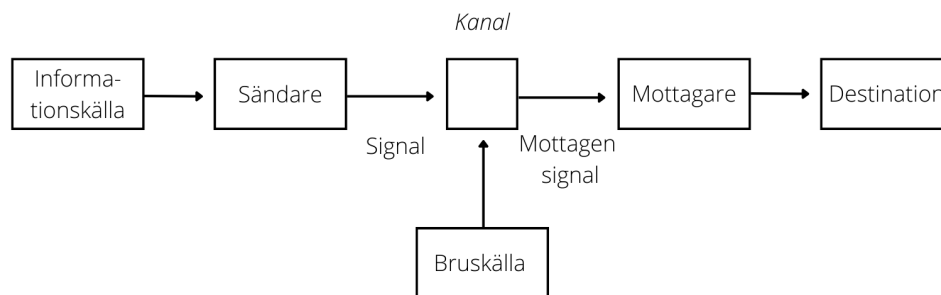 Kanal
Informa-
tionskälla
Sändare
Mottagare
Destination
Signal
Mottagen
signal
Bruskälla